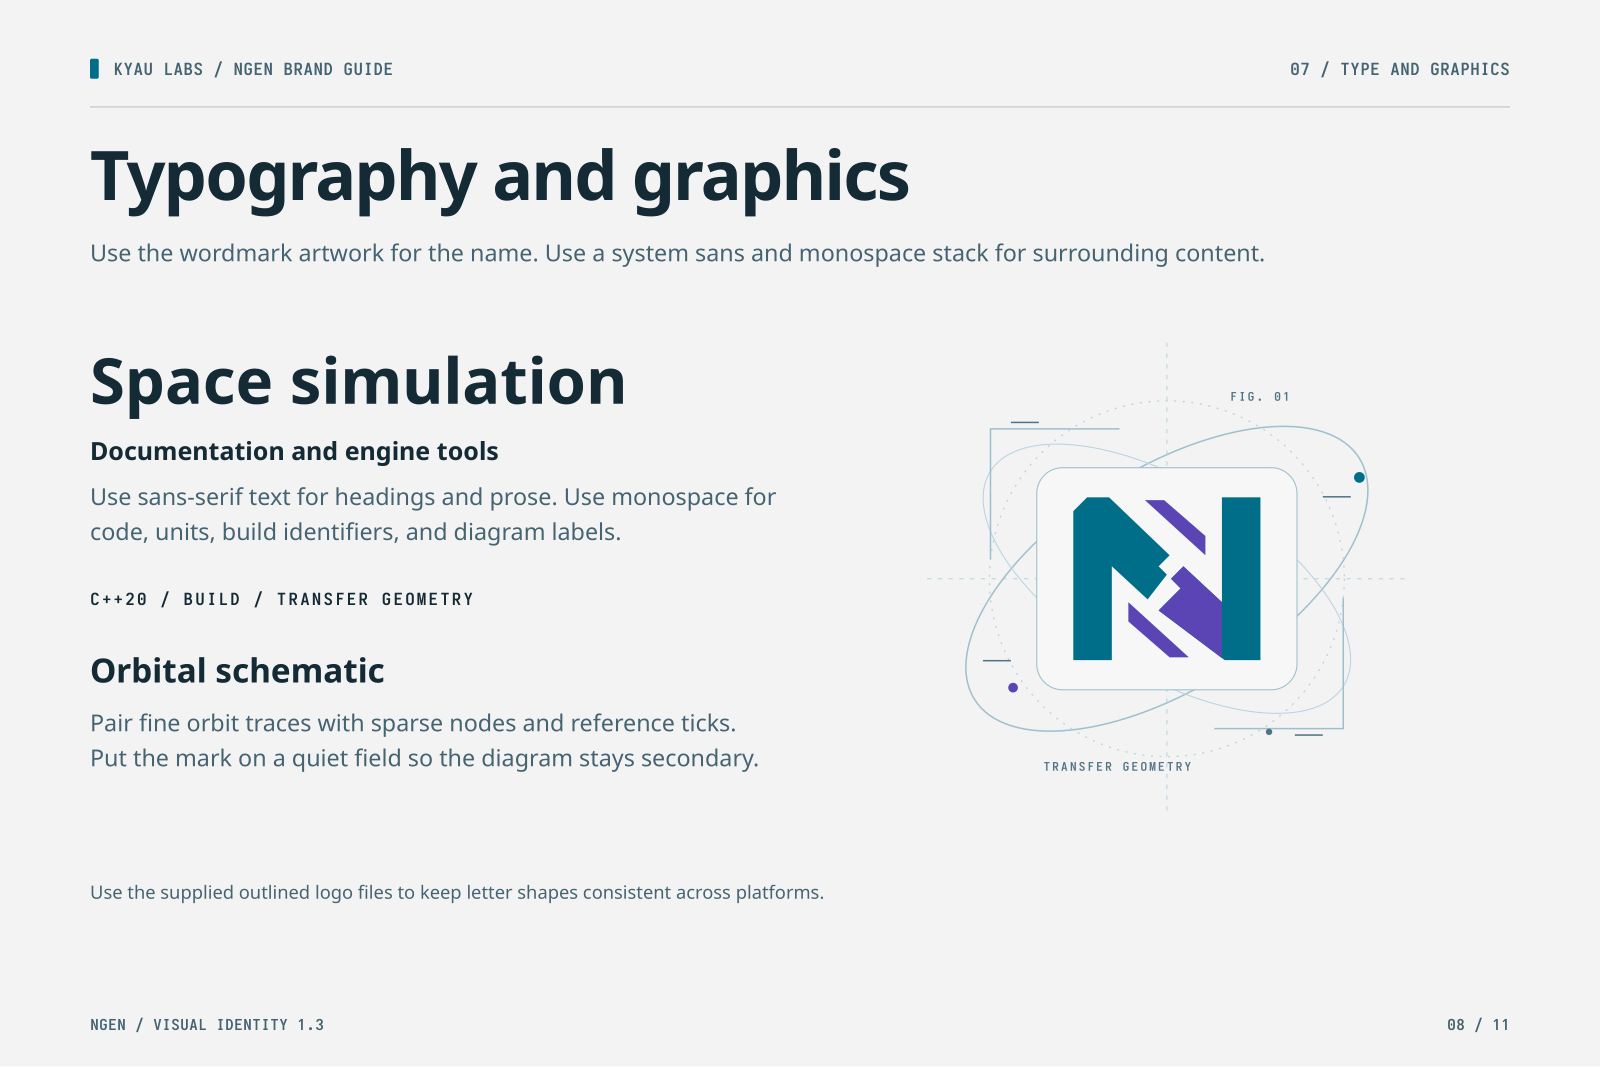 KYAU LABS / NGEN BRAND GUIDE
07 / TYPE AND GRAPHICS
Typography and graphics
Use the wordmark artwork for the name. Use a system sans and monospace stack for surrounding content.
Space simulation
Documentation and engine tools
Use sans-serif text for headings and prose. Use monospace for
code, units, build identifiers, and diagram labels.
C++20 / BUILD / TRANSFER GEOMETRY
Orbital schematic
Pair fine orbit traces with sparse nodes and reference ticks.
Put the mark on a quiet field so the diagram stays secondary.
FIG. 01
N
TRANSFER GEOMETRY
Use the supplied outlined logo files to keep letter shapes consistent across platforms.
NGEN / VISUAL IDENTITY 1.3
08 / 11